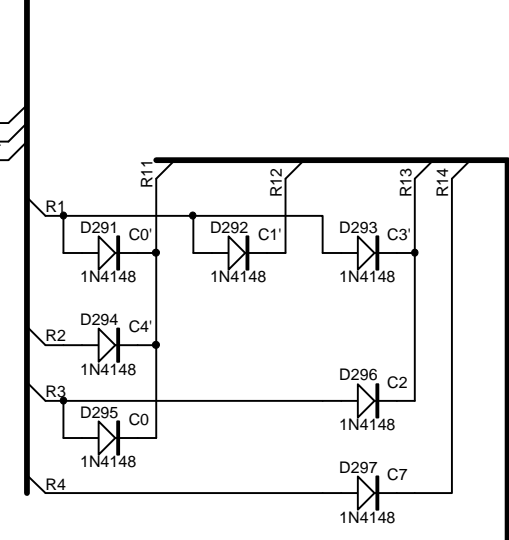 R11
R12
R13
R14
R1
D291
C0'
1N4148
D292
C1'
1N4148
D293
C3'
1N4148
D294
C4'
1N4148
R2
D296
C2
1N4148
R3
D295
C0
1N4148
D297
C7
1N4148
R4